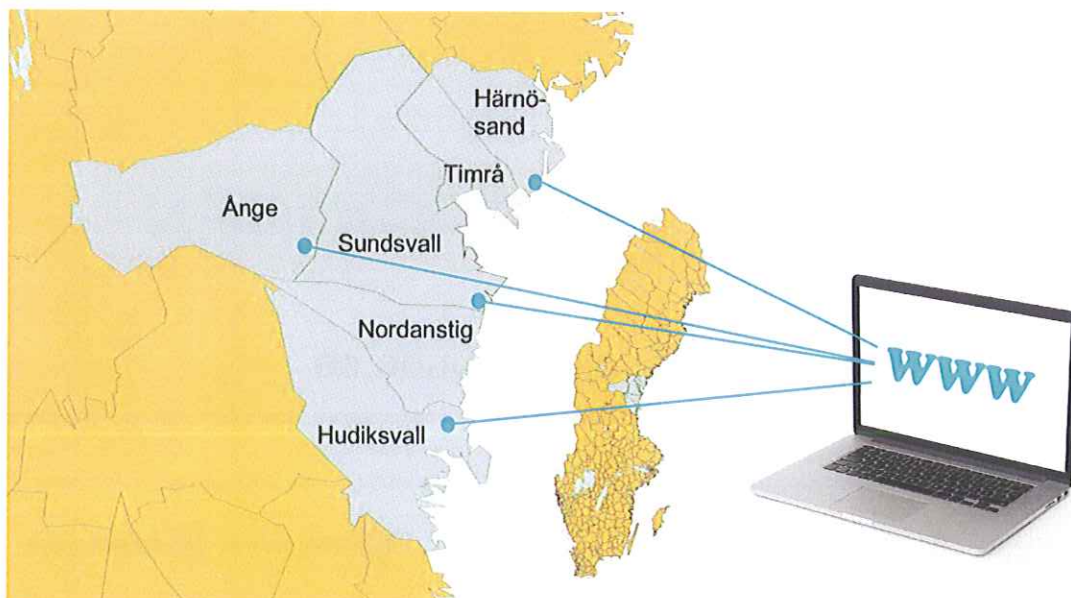 Härnö-
sand
Timrå
Ånge
Sundsvall
Nordanstig
Hudiksvall
www